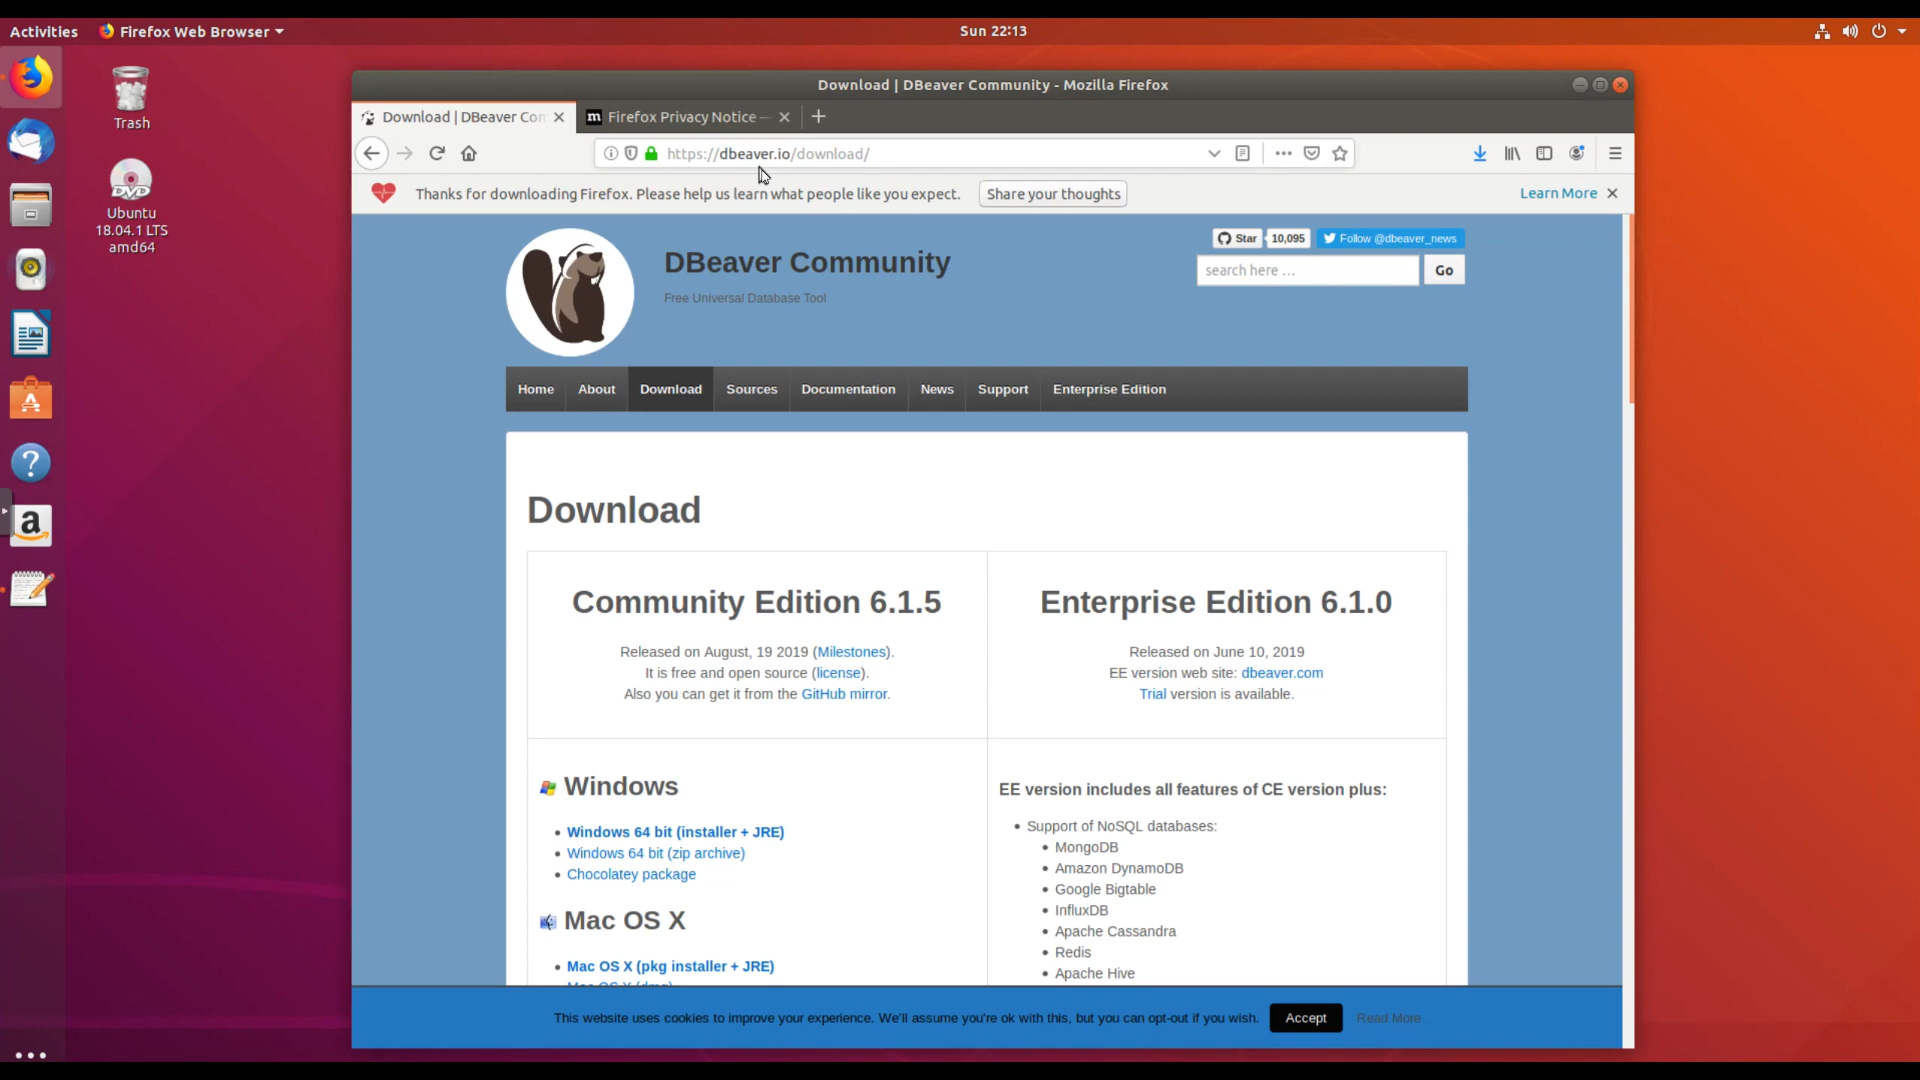 Activities
Firefox Web Browser
Sun 22:13
Trash
DVD
Ubuntu
18.04.1 LTS
amd64
Download | DBeaver Community - Mozilla Firefox
Download | DBeaver Com
m Firefox Privacy Notice —
https://dbeaver.io/download/
Thanks for downloading Firefox. Please help us learn what people like you expect.
Share your thoughts
Learn More
DBeaver Community
Free Universal Database Tool
Star
10,095
Follow @dbeaver_news
search here ...
Go
Home
About
Download
Sources
Documentation
News
Support
Enterprise Edition
Download
Community Edition 6.1.5
Released on August, 19 2019 (Milestones).
It is free and open source (license).
Also you can get it from the GitHub mirror.
Enterprise Edition 6.1.0
Released on June 10, 2019
EE version web site: dbeaver.com
Trial version is available.
Windows
Windows 64 bit (installer + JRE)
Windows 64 bit (zip archive)
Chocolatey package
Mac OS X
Mac OS X (pkg installer + JRE)
Mac OS X (dmg)
EE version includes all features of CE version plus:
Support of NoSQL databases:
MongoDB
Amazon DynamoDB
Google Bigtable
InfluxDB
Apache Cassandra
Redis
Apache Hive
This website uses cookies to improve your experience. We'll assume you're ok with this, but you can opt-out if you wish.
Accept
Read More